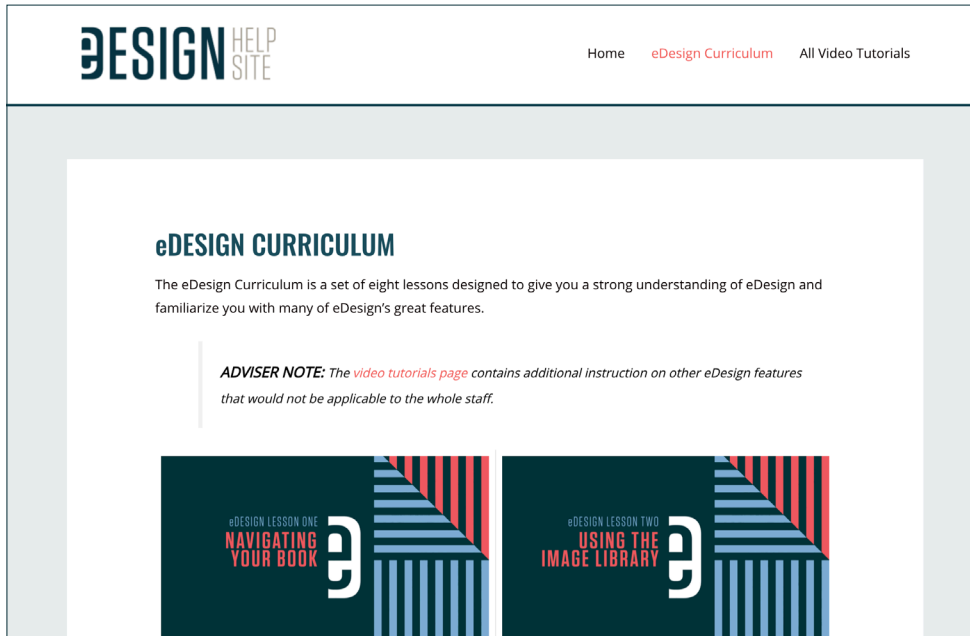 eDESIGN HELP SITE
Home eDesign Curriculum All Video Tutorials
eDESIGN CURRICULUM
The eDesign Curriculum is a set of eight lessons designed to give you a strong understanding of eDesign and
familiarize you with many of eDesign’s great features.
ADVISER NOTE: The video tutorials page contains additional instruction on other eDesign features
that would not be applicable to the whole staff.
eDESIGN LESSON ONE
NAVIGATING
YOUR BOOK
e
eDESIGN LESSON TWO
USING THE
IMAGE LIBRARY
e